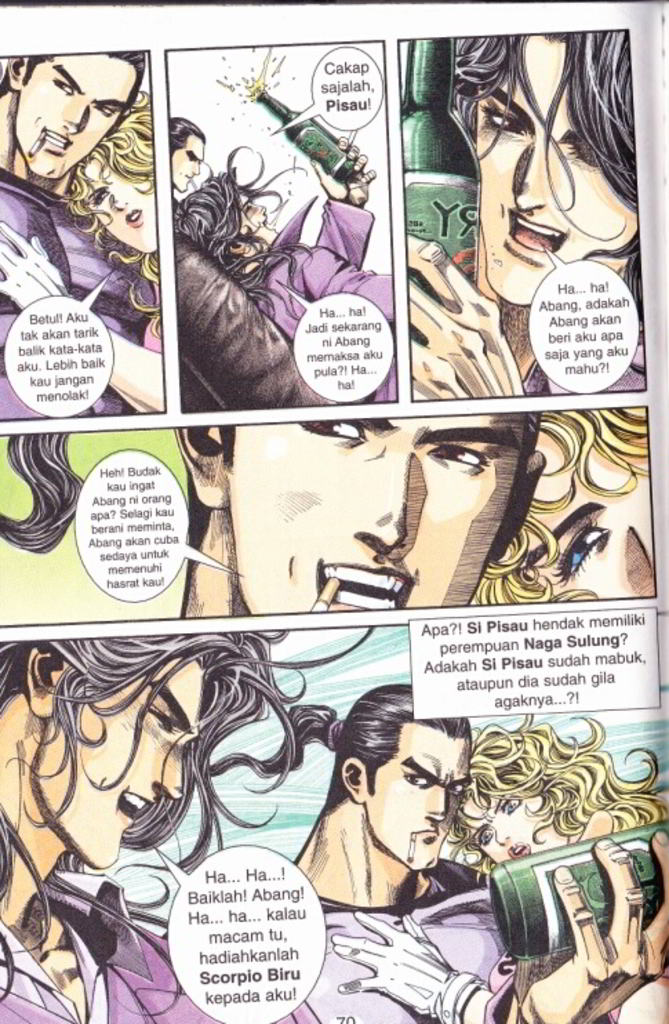 Betul! Aku
tak akan tarik
balik kata-kata
aku. Lebih baik
kau jangan
menolak!
Cakap
sajalah,
Pisau!
Ha... ha!
Jadi sekarang
ni Abang
memaksa aku
pula?! Ha...
ha!
Ha... ha!
Abang, adakah
Abang akan
beri aku apa
saja yang aku
mahu?!
Heh! Budak
kau ingat
Abang ni orang
apa? Selagi kau
berani meminta,
Abang akan cuba
sedaya untuk
memenuhi
hasrat kau!
Apa?! Si Pisau hendak memiliki
perempuan Naga Sulung?
Adakah Si Pisau sudah mabuk,
ataupun dia sudah gila
agaknya...?!
Ha... Ha...!
Baiklah! Abang!
Ha... ha... kalau
macam tu,
hadiahkanlah
Scorpio Biru
kepada aku!
70